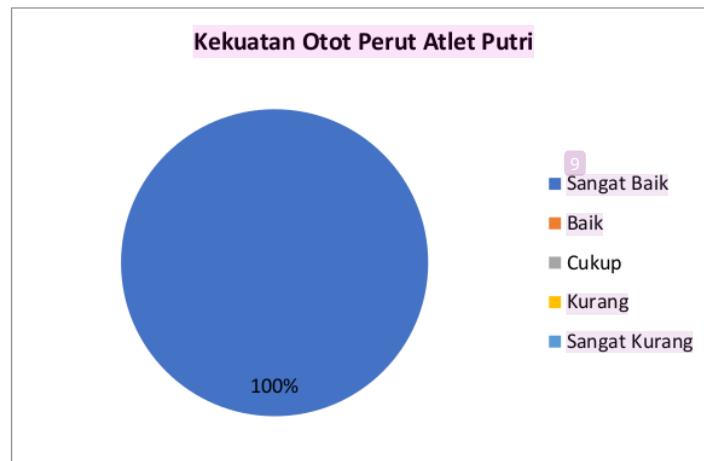 Kekuatan Otot Perut Atlet Putri
9
Sangat Baik
Baik
Cukup
Kurang
Sangat Kurang
100%